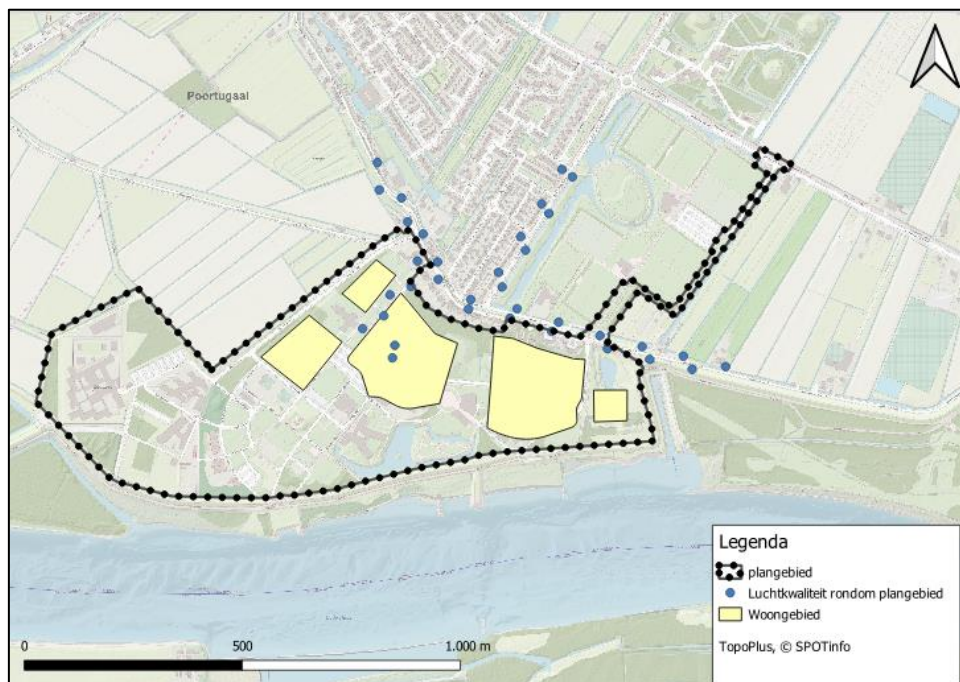 Poortugaal
Legenda
plangebied
Luchtkwaliteit rondom plangebied
Woongebied
TopoPlus, © SPOTinfo
0
500
1.000 m